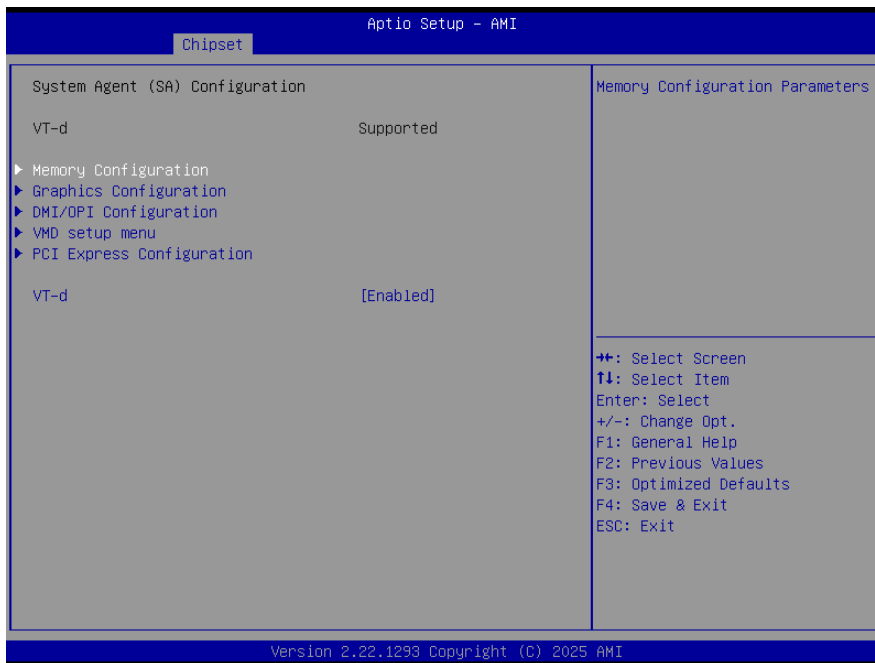 Aptio Setup – AMI
Chipset
System Agent (SA) Configuration
VT-d Supported
▶ Memory Configuration
▶ Graphics Configuration
▶ DMI/OPI Configuration
▶ VMD setup menu
▶ PCI Express Configuration
VT-d [Enabled]
Memory Configuration Parameters
→←: Select Screen
↑↓: Select Item
Enter: Select
+/-: Change Opt.
F1: General Help
F2: Previous Values
F3: Optimized Defaults
F4: Save & Exit
ESC: Exit
Version 2.22.1293 Copyright (C) 2025 AMI